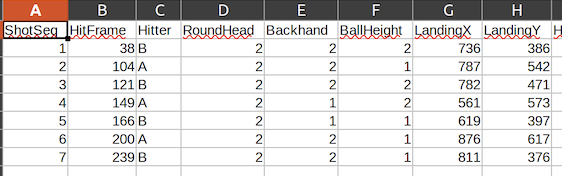 A B C D E F G H
ShotSeq HitFrame Hitter RoundHead Backhand BallHeight LandingX LandingY H
1 38 B 2 2 2 736 386
2 104 A 2 2 1 787 542
3 121 B 2 2 2 782 471
4 149 A 2 1 2 561 573
5 166 B 2 1 1 619 397
6 200 A 2 2 1 876 617
7 239 B 2 2 1 811 376